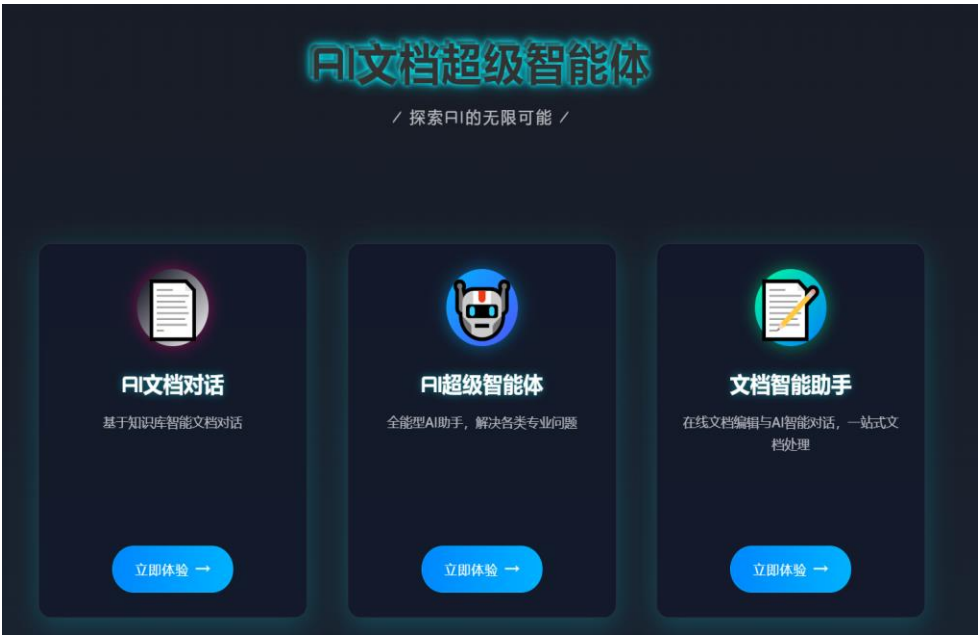 AI文档超级智能体
/ 探索AI的无限可能 /
AI文档对话
基于知识库智能文档对话
立即体验 →
AI超级智能体
全能型AI助手，解决各类专业问题
立即体验 →
文档智能助手
在线文档编辑与AI智能对话，一站式文
档处理
立即体验 →